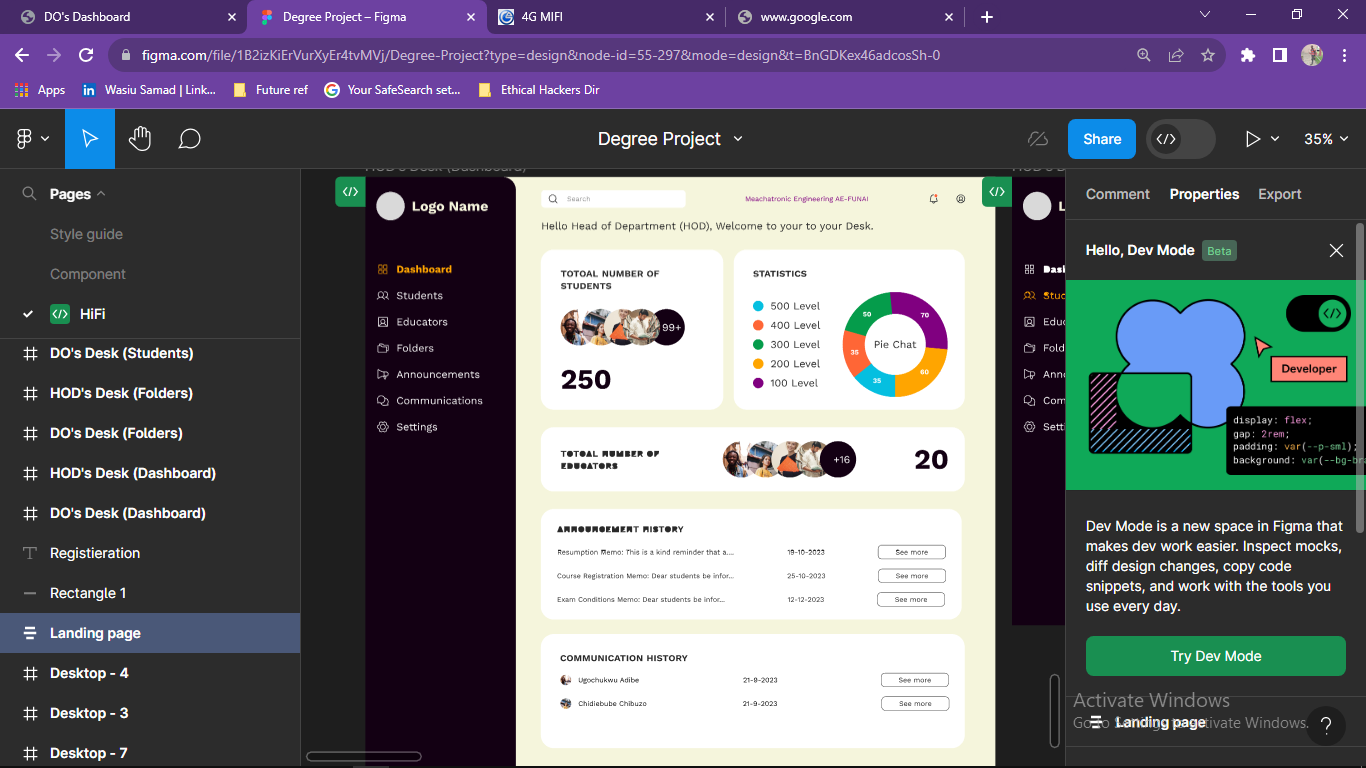 DO's Dashboard
Degree Project – Figma
4G MIFI
www.google.com
figma.com/file/1B2izKiErVurXyEr4tvMVj/Degree-Project?type=design&node-id=55-297&mode=design&t=BnGDKex46adcosSh-0
Apps
Wasiu Samad | Link...
Future ref
Your SafeSearch set...
Ethical Hackers Dir
Degree Project
Share
35%
Pages
Style guide
Component
HiFi
DO's Desk (Students)
HOD's Desk (Folders)
DO's Desk (Folders)
HOD's Desk (Dashboard)
DO's Desk (Dashboard)
Registieration
Rectangle 1
Landing page
Desktop - 4
Desktop - 3
Desktop - 7
HOD's Desk (Dashboard)
Logo Name
Dashboard
Students
Educators
Folders
Announcements
Communications
Settings
Search
Meachatronic Engineering AE-FUNAI
Hello Head of Department (HOD), Welcome to your to your Desk.
TOTOAL NUMBER OF
STUDENTS
99+
250
STATISTICS
500 Level
400 Level
300 Level
200 Level
100 Level
50
70
35
35
60
Pie Chat
TOTOAL NUMBER OF
EDUCATORS
+16
20
ANNOUNCEMENT HISTORY
Resumption Memo: This is a kind reminder that a....
19-10-2023
See more
Course Registration Memo: Dear students be infor...
25-10-2023
See more
Exam Conditions Memo: Dear students be infor...
12-12-2023
See more
COMMUNICATION HISTORY
Ugochukwu Adibe
21-9-2023
See more
Chidiebube Chibuzo
21-9-2023
See more
HOD's D
L
Dasl
Stuc
Educ
Fold
Ann
Com
Setti
Comment
Properties
Export
Hello, Dev Mode
Beta
Developer
display: flex;
gap: 2rem;
padding: var(--p-sml);
background: var(--bg-bra
Dev Mode is a new space in Figma that
makes dev work easier. Inspect mocks,
diff design changes, copy code
snippets, and work with the tools you
use every day.
Try Dev Mode
Activate Windows
Go to Settings to activate Windows.
Landing page
?